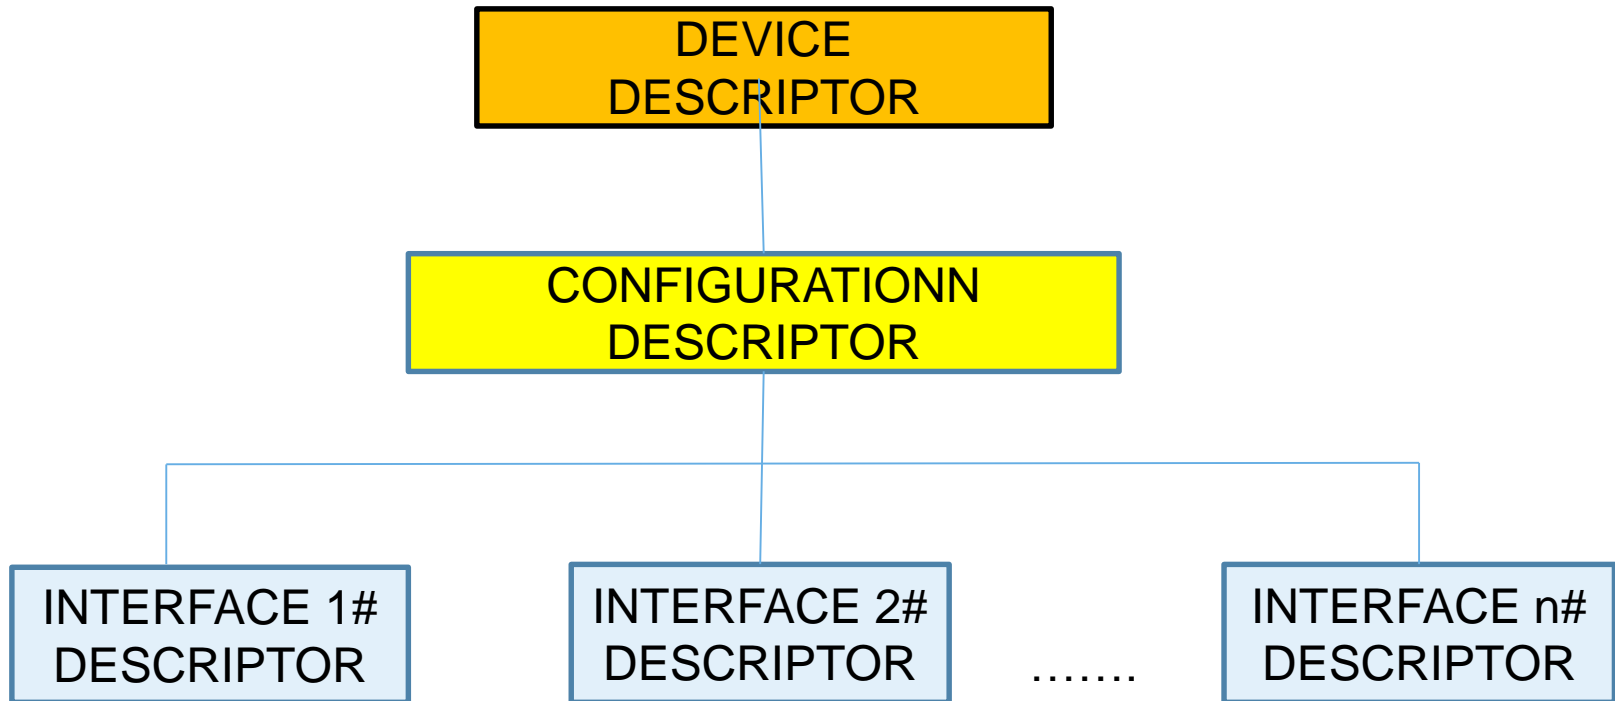 DEVICE
DESCRIPTOR
CONFIGURATIONN
DESCRIPTOR
INTERFACE 1#
DESCRIPTOR
INTERFACE 2#
DESCRIPTOR
.......
INTERFACE n#
DESCRIPTOR